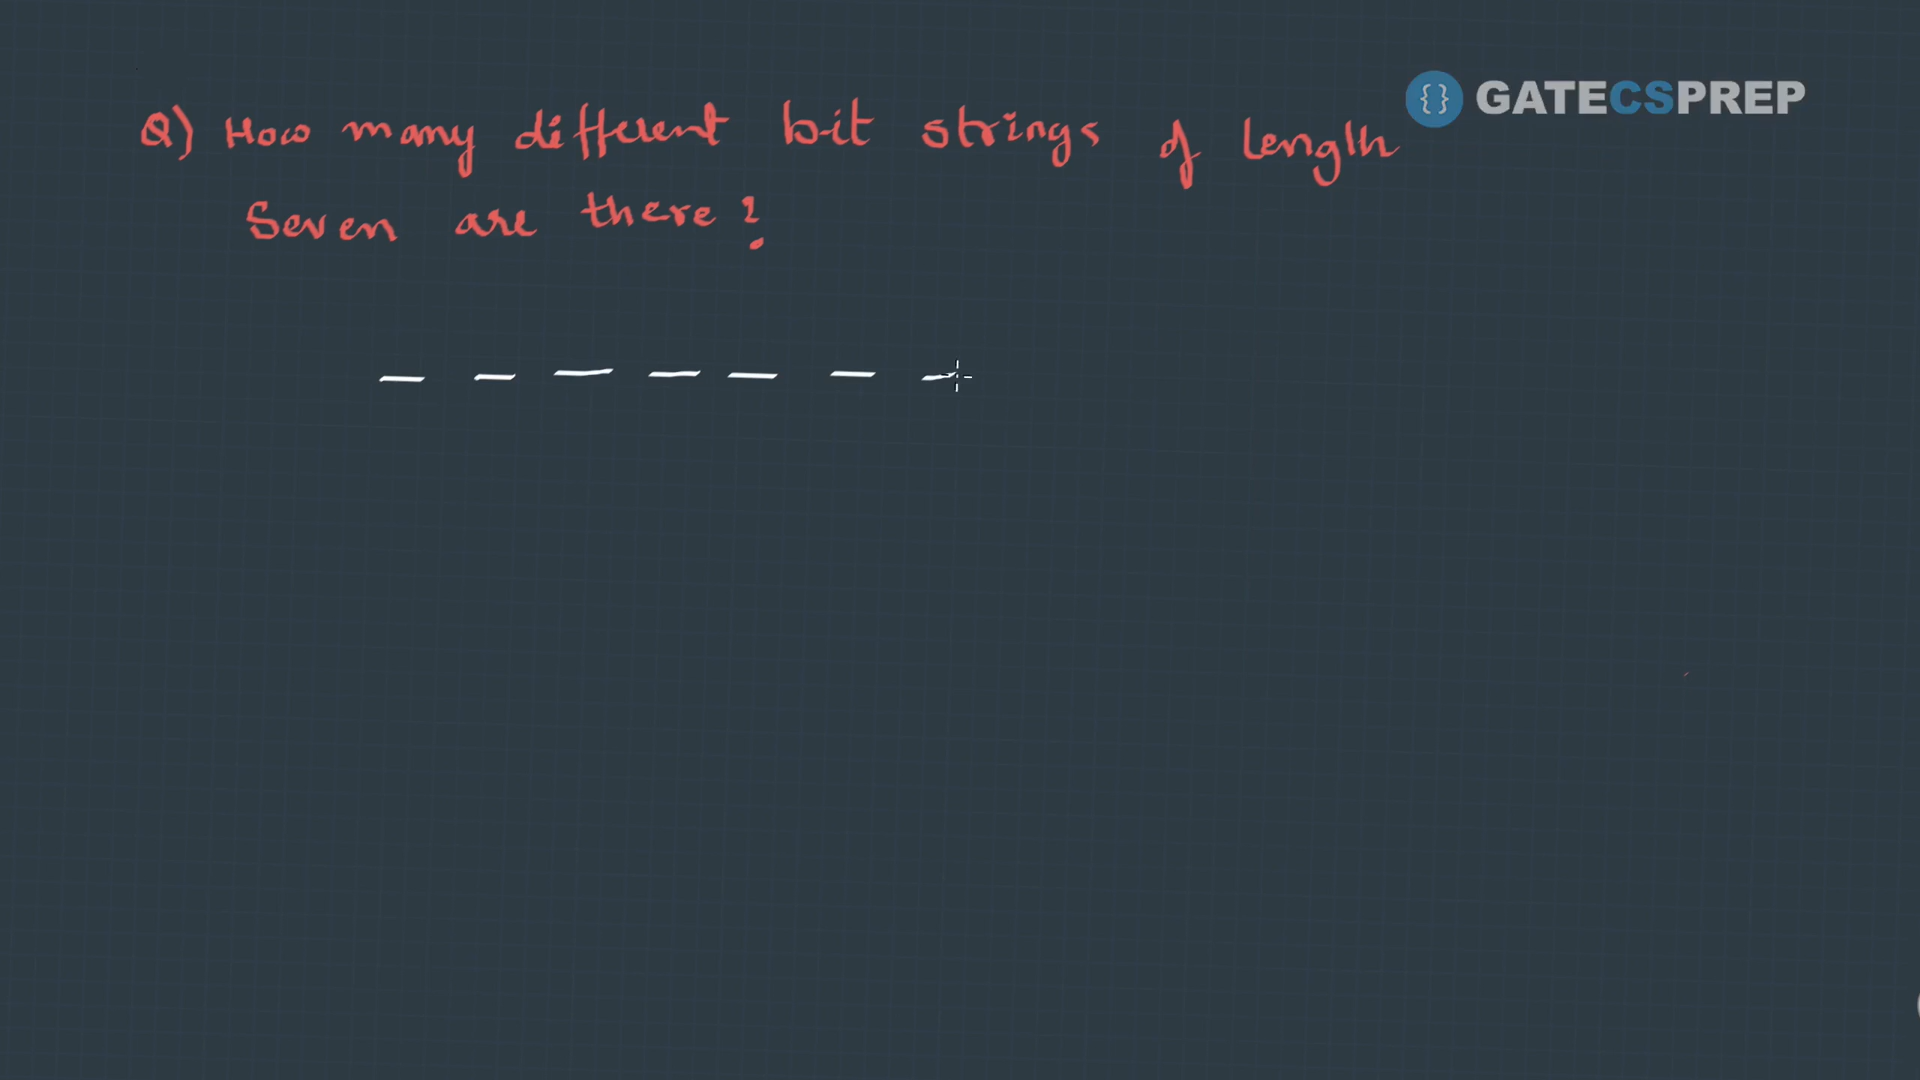 Q) How many different bit strings of length
Seven are there?
{} GATECSPREP